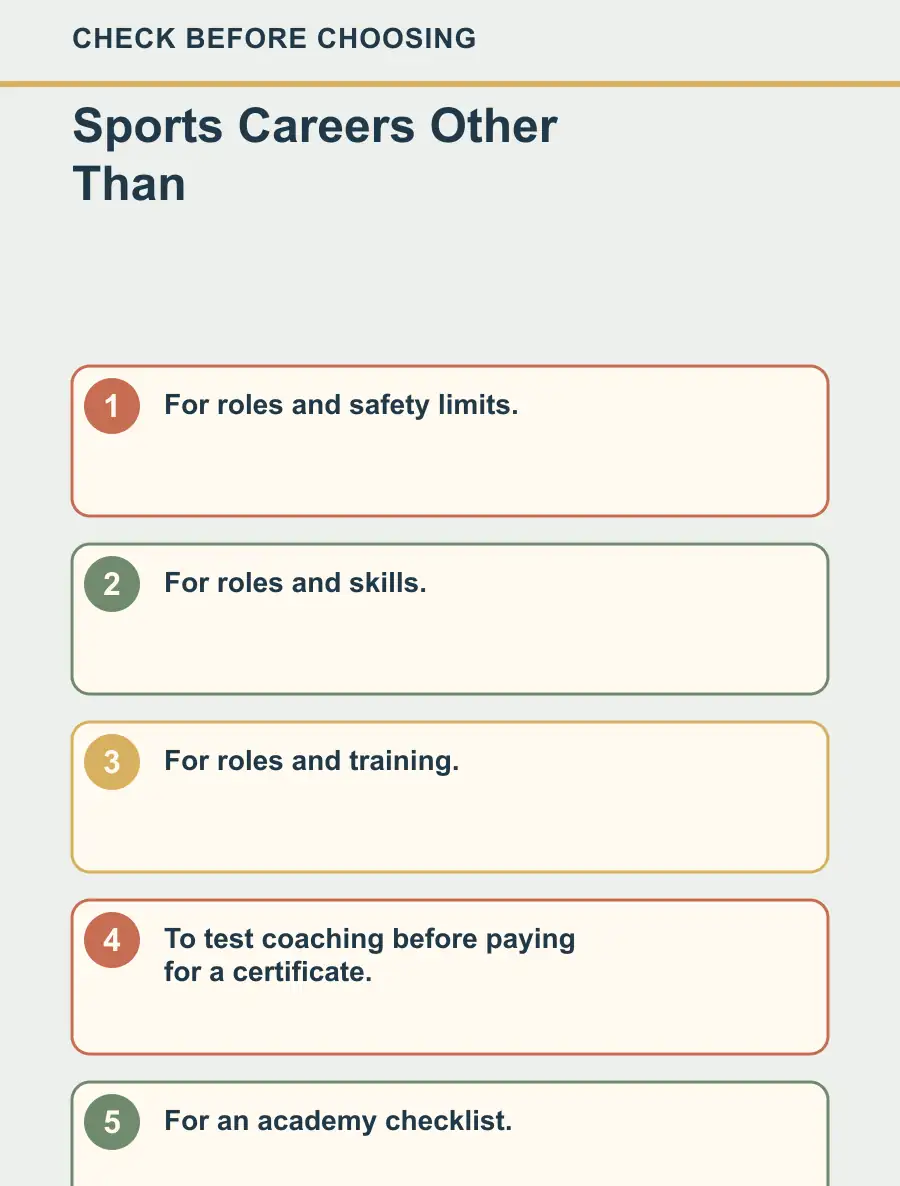 CHECK BEFORE CHOOSING
Sports Careers Other
Than
1
For roles and safety limits.
2
For roles and skills.
3
For roles and training.
4
To test coaching before paying
for a certificate.
5
For an academy checklist.